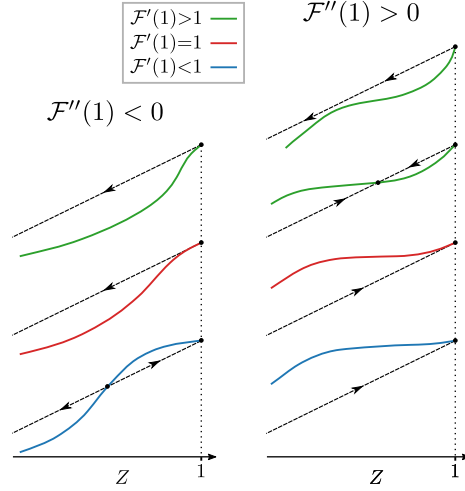 ℱ′(1)>1
ℱ′(1)=1
ℱ′(1)<1
ℱ″(1) > 0
ℱ″(1) < 0
Z
1
Z
1